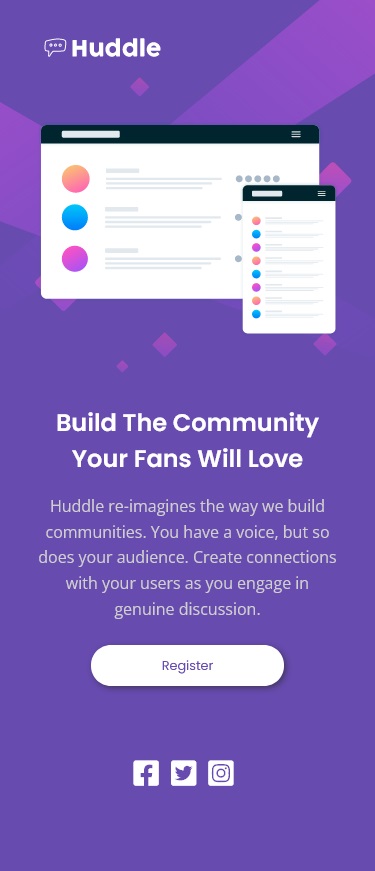 Huddle
Build The Community
Your Fans Will Love
Huddle re-imagines the way we build
communities. You have a voice, but so
does your audience. Create connections
with your users as you engage in
genuine discussion.
Register